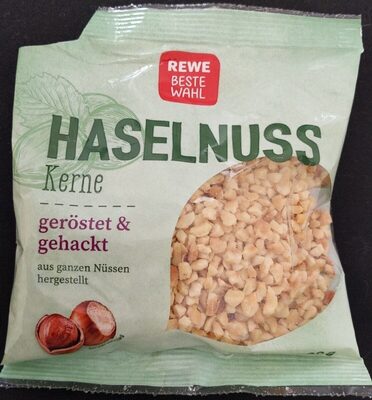 REWE
BESTE
WAHL
HASELNUSS
Kerne
geröstet &
gehackt
aus ganzen Nüssen
hergestellt